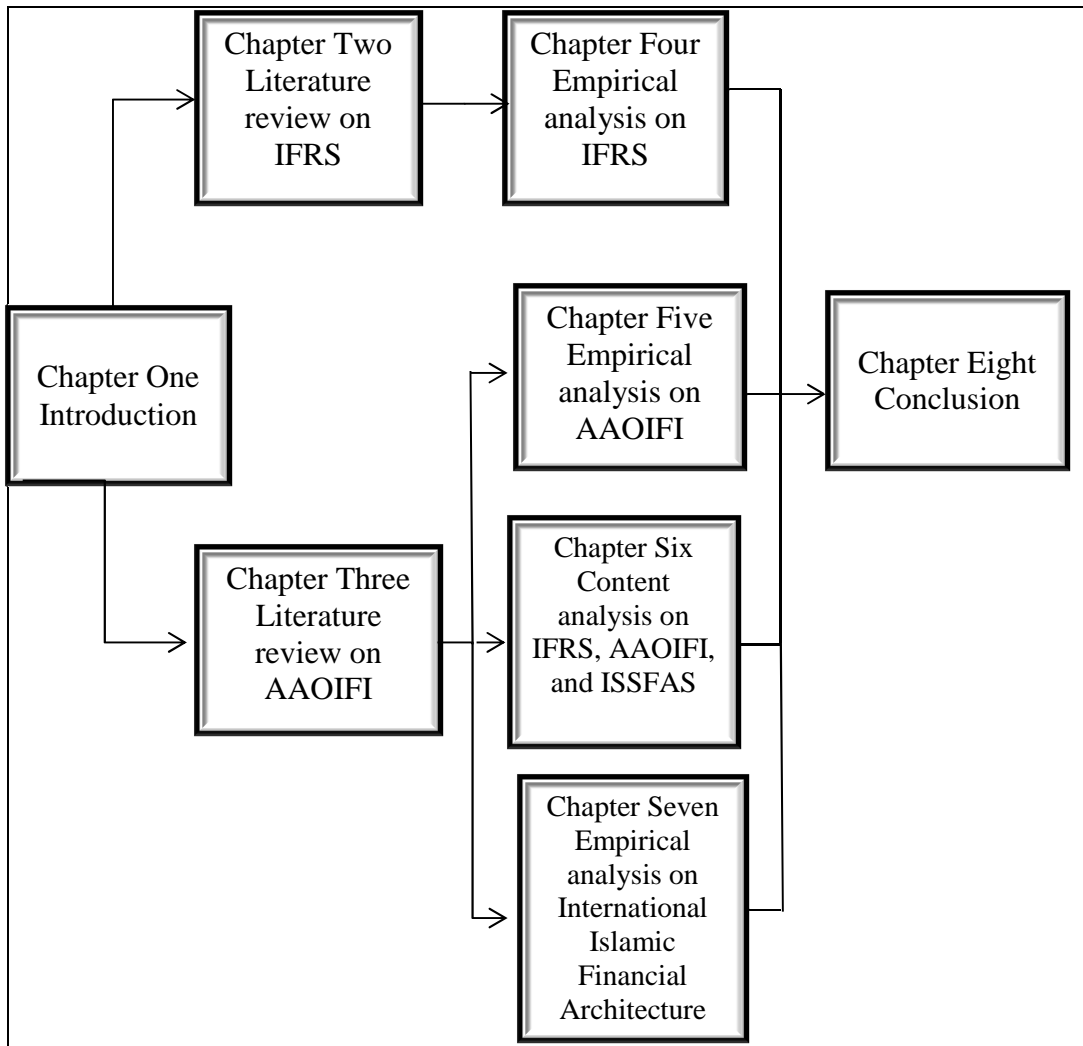 Chapter Two
Literature
review on
IFRS
Chapter Four
Empirical
analysis on
IFRS
Chapter One
Introduction
Chapter Five
Empirical
analysis on
AAOIFI
Chapter Eight
Conclusion
Chapter Three
Literature
review on
AAOIFI
Chapter Six
Content
analysis on
IFRS, AAOIFI,
and ISSFAS
Chapter Seven
Empirical
analysis on
International
Islamic
Financial
Architecture